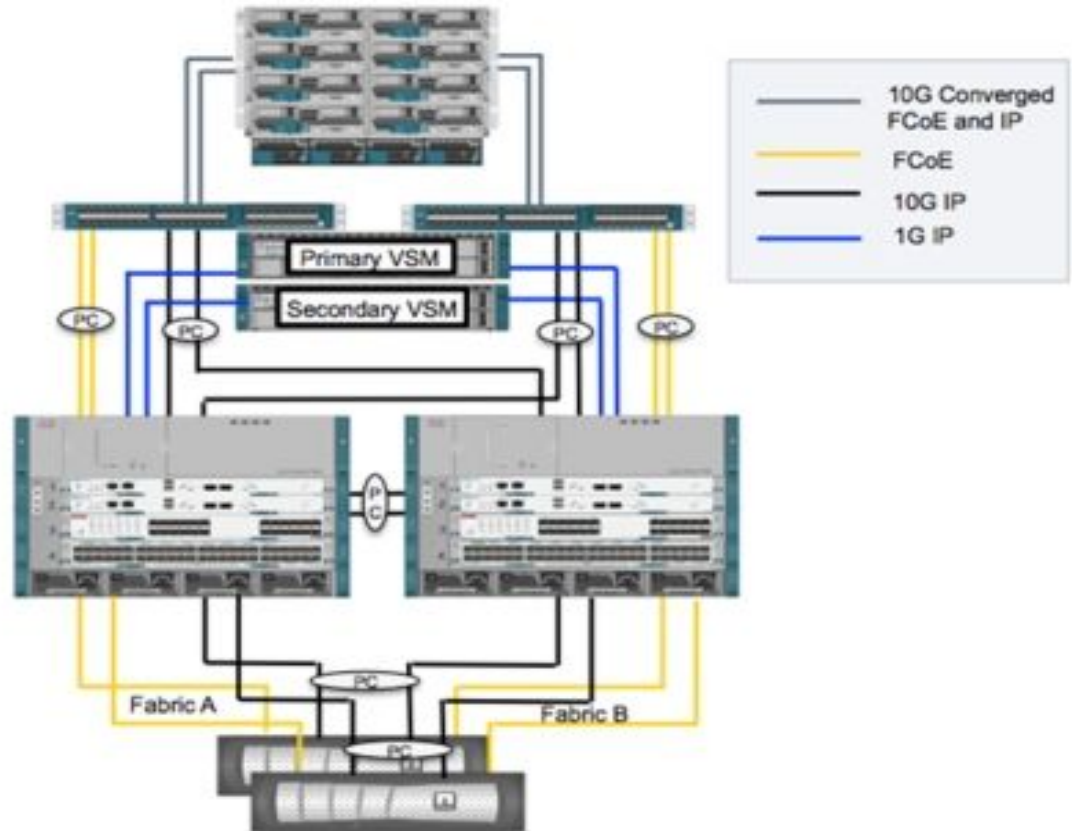 10G Converged
FCoE and IP
FCoE
10G IP
1G IP
Primary VSM
Secondary VSM
PC
PC
PC
PC
P
C
PC
Fabric A
Fabric B
PC